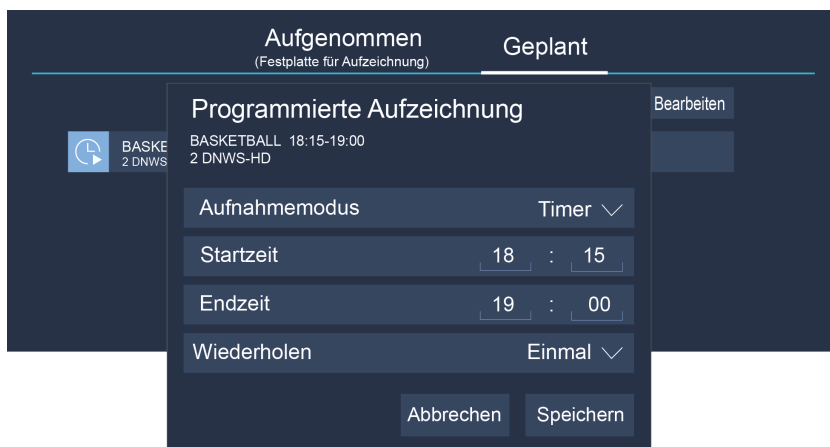 Aufgenommen
(Festplatte für Aufzeichnung)
Geplant
Bearbeiten
BASKE
2 DNWS
Programmierte Aufzeichnung
BASKETBALL 18:15-19:00
2 DNWS-HD
Aufnahmemodus Timer
Startzeit 18 : 15
Endzeit 19 : 00
Wiederholen Einmal
Abbrechen Speichern